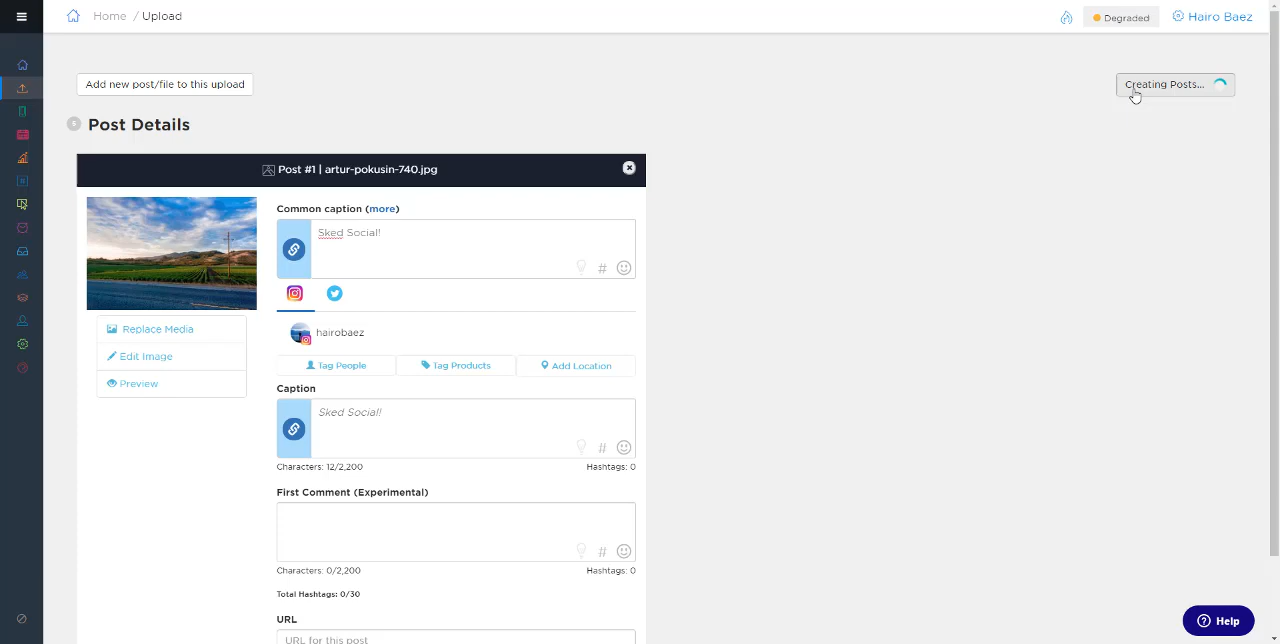 Home / Upload
Degraded
Hairo Baez
Add new post/file to this upload
Creating Posts...
5 Post Details
Post #1 | artur-pokusin-740.jpg
Common caption (more)
Sked Social!
#
hairobaez
Tag People
Tag Products
Add Location
Replace Media
Edit Image
Preview
Caption
Sked Social!
#
Characters: 12/2,200
Hashtags: 0
First Comment (Experimental)
#
Characters: 0/2,200
Hashtags: 0
Total Hashtags: 0/30
URL
URL for this post
Help